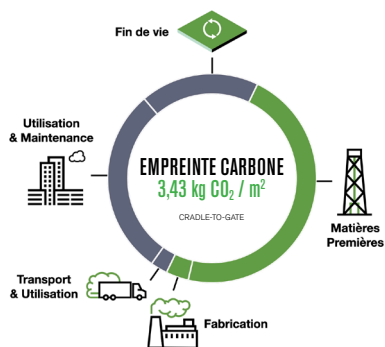 Fin de vie
Utilisation
& Maintenance
EMPREINTE CARBONE
3,43 kg CO₂ / m²
CRADLE-TO-GATE
Matières
Premières
Transport
& Utilisation
Fabrication